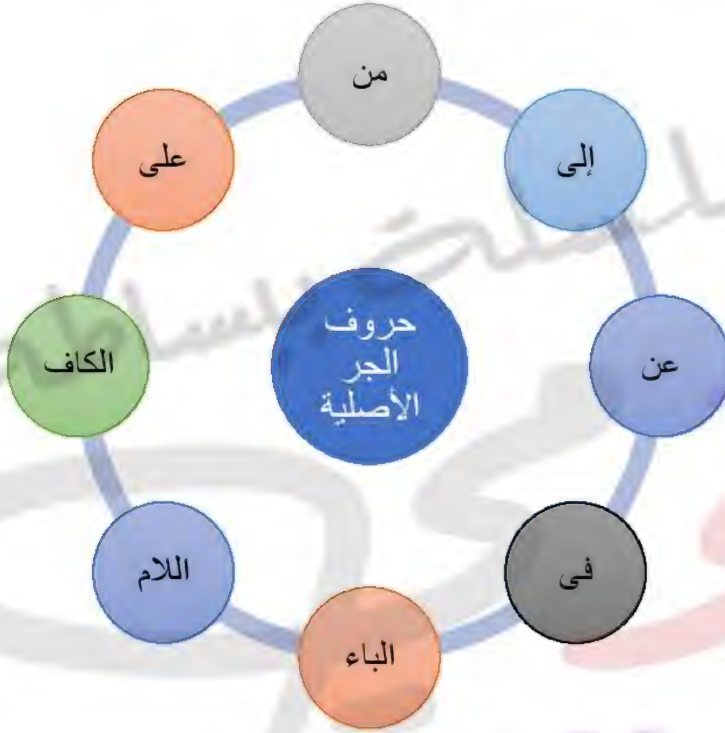 من
إلى
عن
فى
الباء
اللام
الكاف
على
حروف
الجر
الأصلية